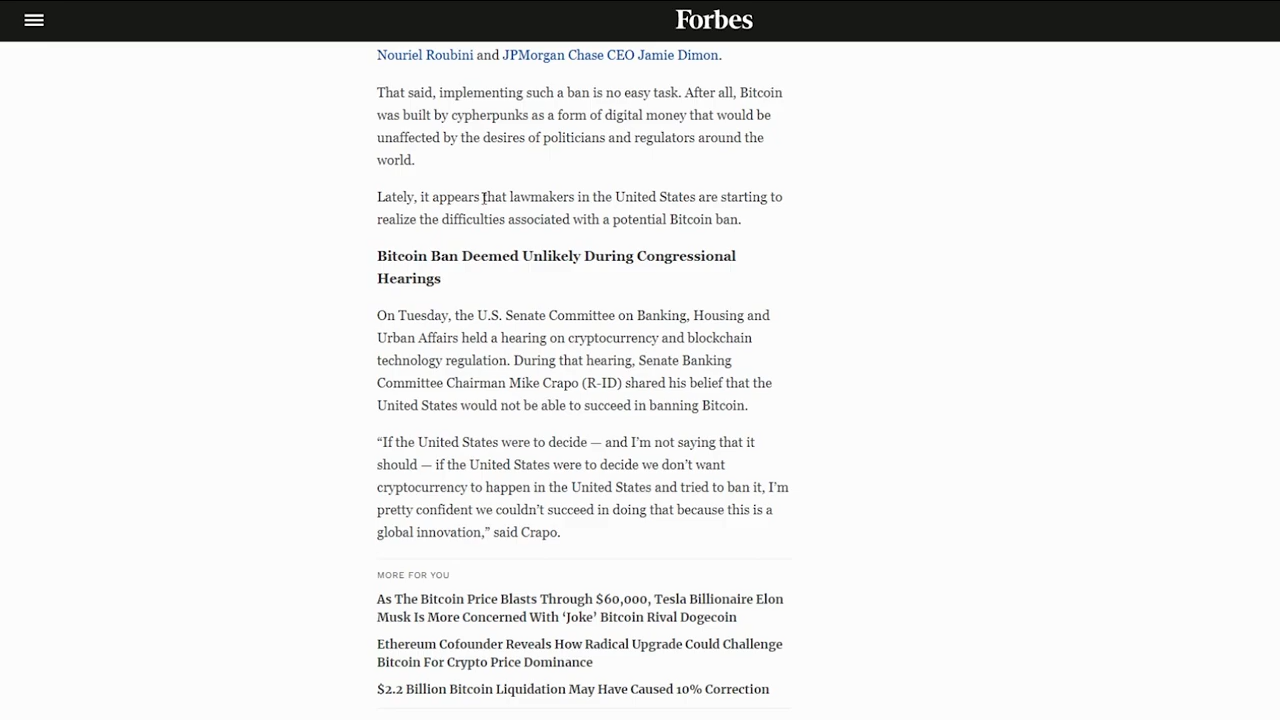 Forbes
Nouriel Roubini and JPMorgan Chase CEO Jamie Dimon.
That said, implementing such a ban is no easy task. After all, Bitcoin
was built by cypherpunks as a form of digital money that would be
unaffected by the desires of politicians and regulators around the
world.
Lately, it appears that lawmakers in the United States are starting to
realize the difficulties associated with a potential Bitcoin ban.
Bitcoin Ban Deemed Unlikely During Congressional
Hearings
On Tuesday, the U.S. Senate Committee on Banking, Housing and
Urban Affairs held a hearing on cryptocurrency and blockchain
technology regulation. During that hearing, Senate Banking
Committee Chairman Mike Crapo (R-ID) shared his belief that the
United States would not be able to succeed in banning Bitcoin.
“If the United States were to decide — and I’m not saying that it
should — if the United States were to decide we don’t want
cryptocurrency to happen in the United States and tried to ban it, I’m
pretty confident we couldn’t succeed in doing that because this is a
global innovation,” said Crapo.
MORE FOR YOU
As The Bitcoin Price Blasts Through $60,000, Tesla Billionaire Elon
Musk Is More Concerned With ‘Joke’ Bitcoin Rival Dogecoin
Ethereum Cofounder Reveals How Radical Upgrade Could Challenge
Bitcoin For Crypto Price Dominance
$2.2 Billion Bitcoin Liquidation May Have Caused 10% Correction